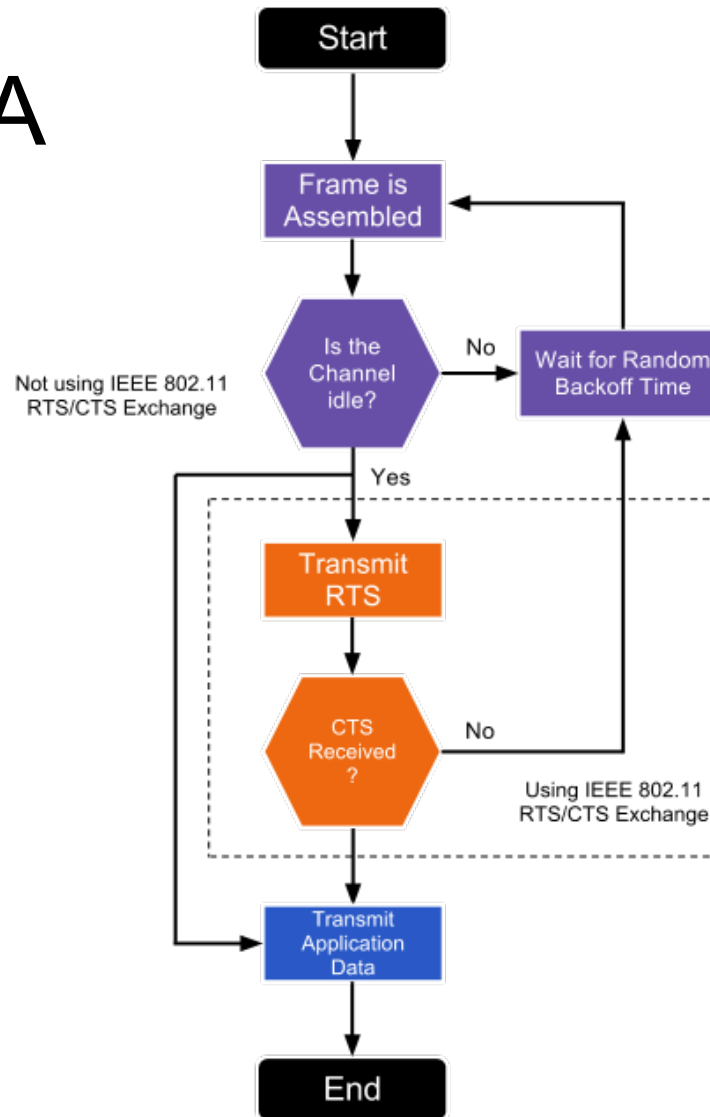 A
Start
Frame is
Assembled
Is the
Channel
idle?
No
Wait for Random
Backoff Time
Not using IEEE 802.11
RTS/CTS Exchange
Yes
Transmit
RTS
CTS
Received
?
No
Using IEEE 802.11
RTS/CTS Exchange
Transmit
Application
Data
End